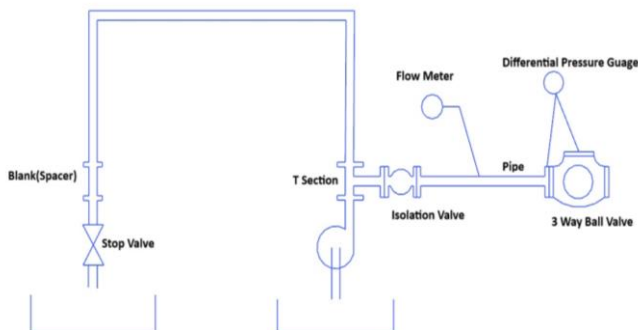 Differential Pressure Guage
Flow Meter
Pipe
Blank(Spacer)
T Section
Isolation Valve
3 Way Ball Valve
Stop Valve